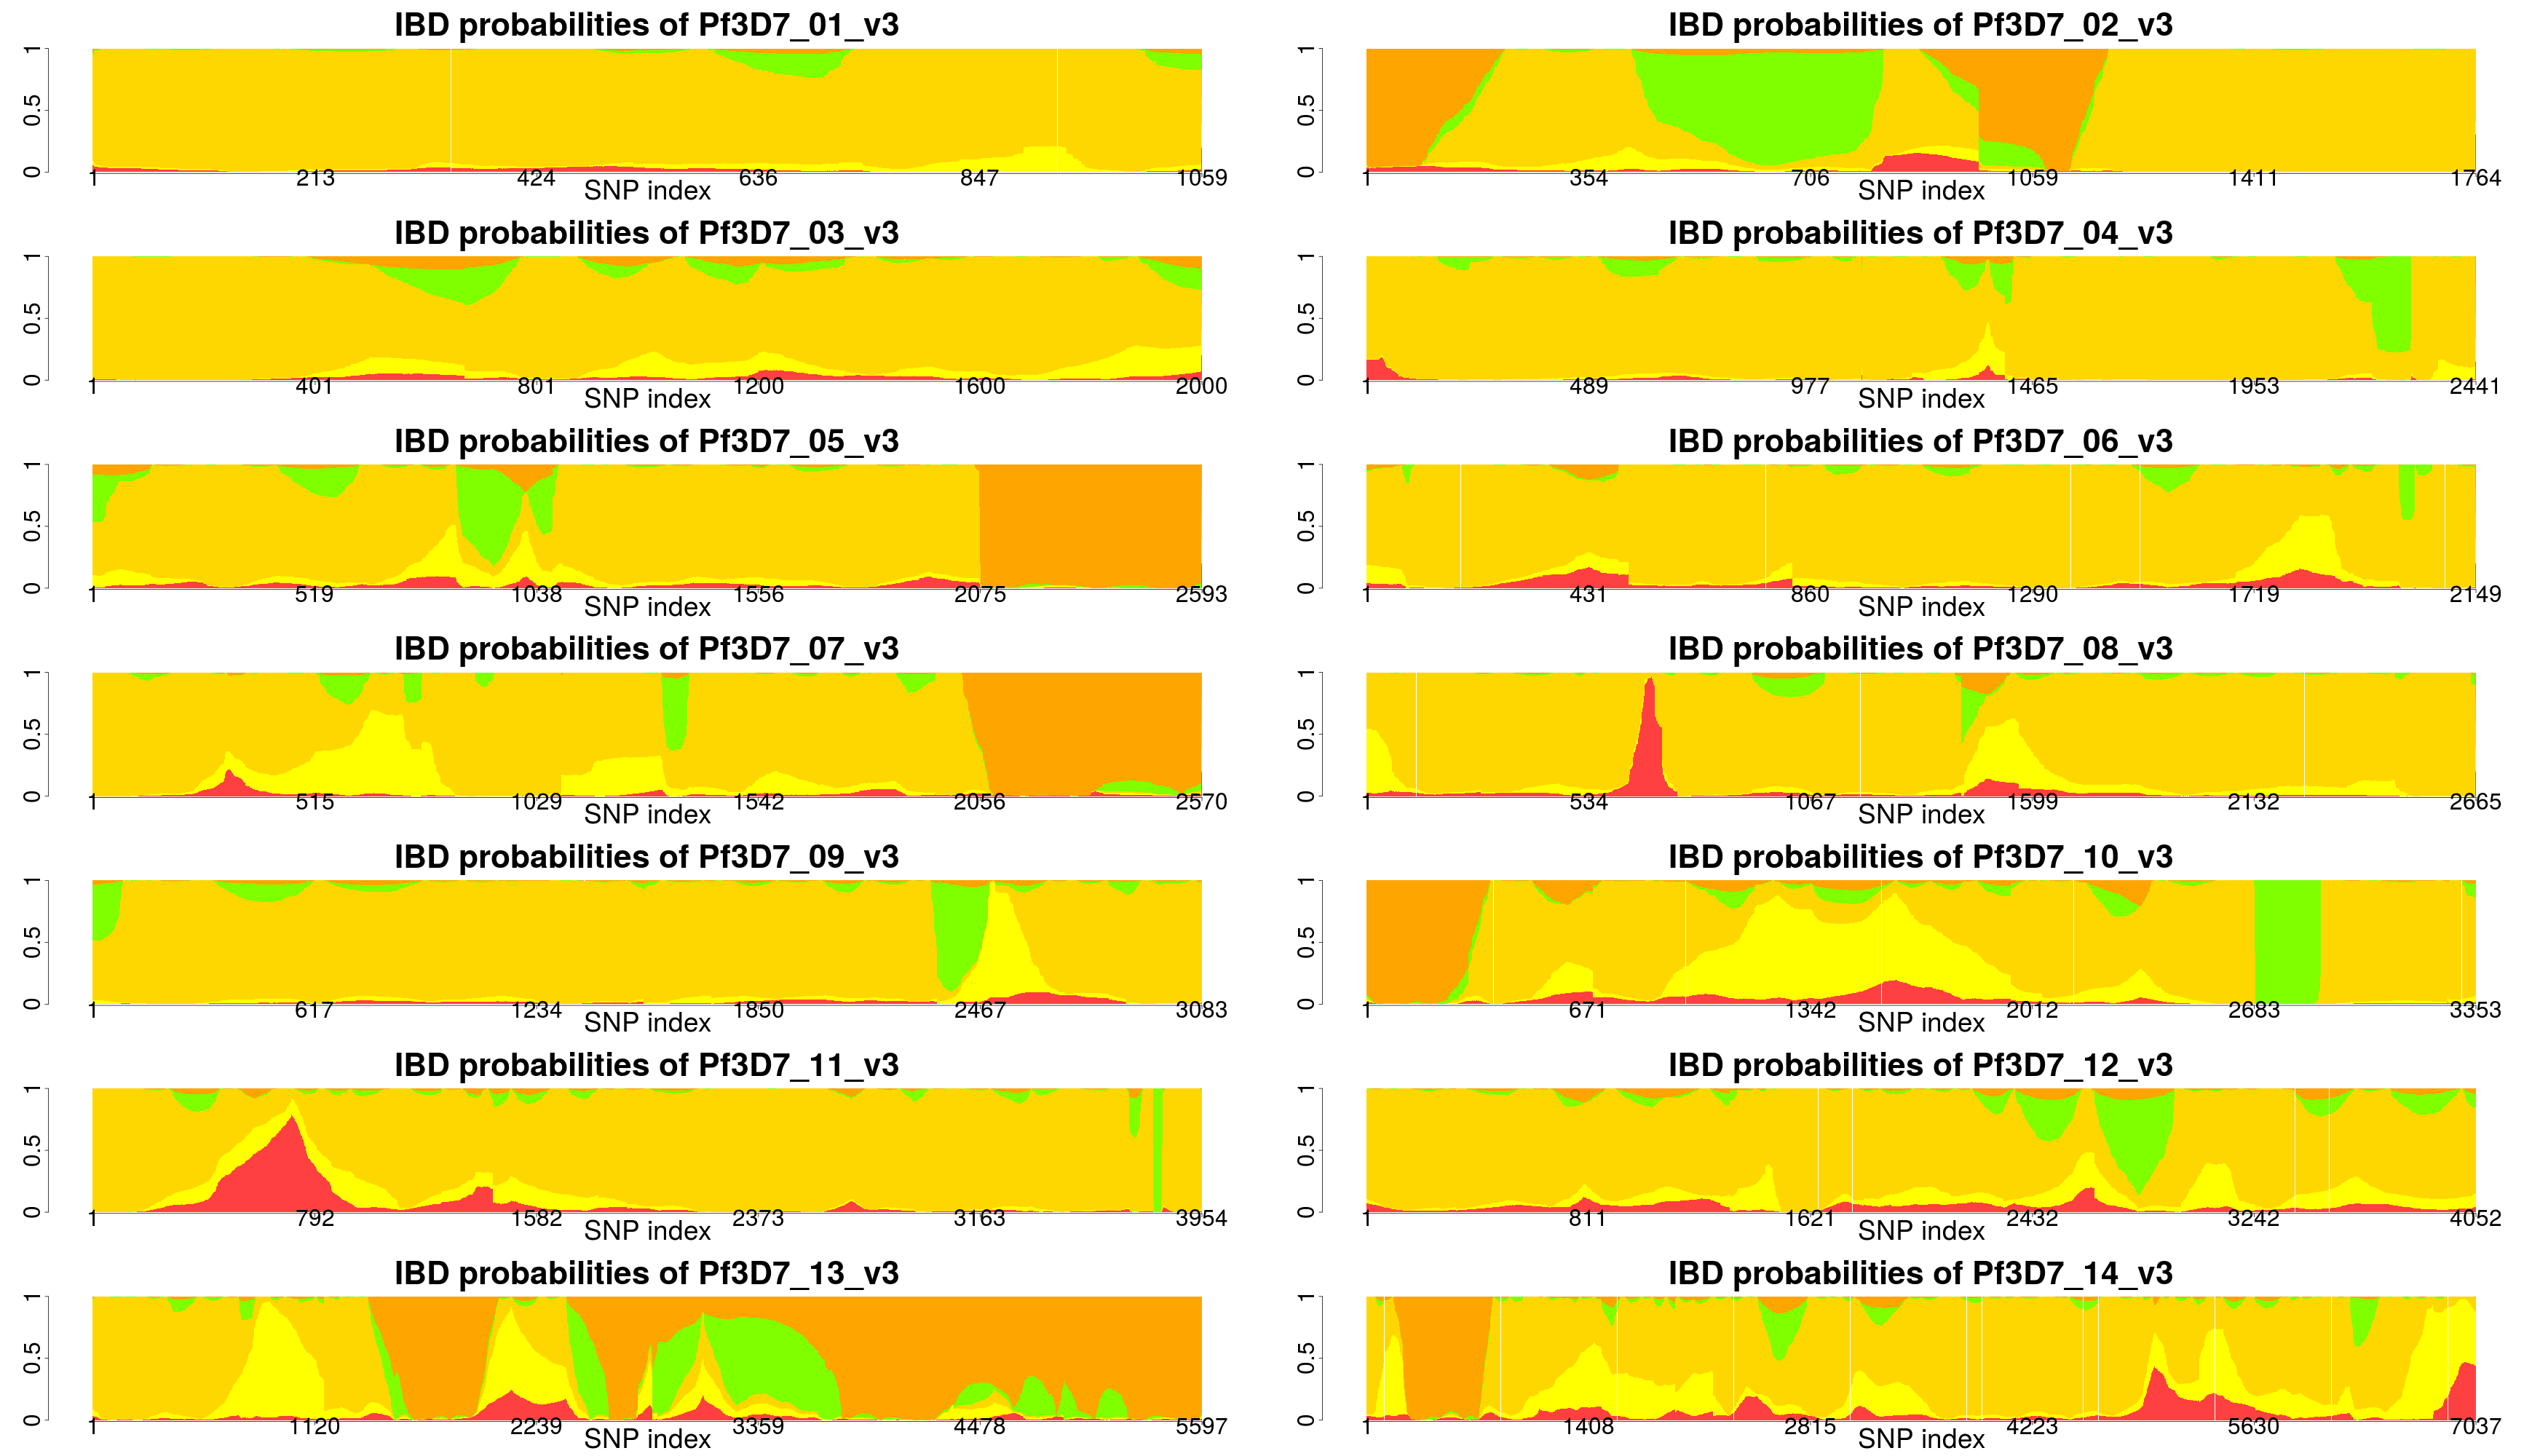 IBD probabilities of Pf3D7_01_v3
1
0.5
0
1 213 424 636 847 1059
SNP index
IBD probabilities of Pf3D7_02_v3
1
0.5
0
1 354 706 1059 1411 1764
SNP index
IBD probabilities of Pf3D7_03_v3
1
0.5
0
1 401 801 1200 1600 2000
SNP index
IBD probabilities of Pf3D7_04_v3
1
0.5
0
1 489 977 1465 1953 2441
SNP index
IBD probabilities of Pf3D7_05_v3
1
0.5
0
1 519 1038 1556 2075 2593
SNP index
IBD probabilities of Pf3D7_06_v3
1
0.5
0
1 431 860 1290 1719 2149
SNP index
IBD probabilities of Pf3D7_07_v3
1
0.5
0
1 515 1029 1542 2056 2570
SNP index
IBD probabilities of Pf3D7_08_v3
1
0.5
0
1 534 1067 1599 2132 2665
SNP index
IBD probabilities of Pf3D7_09_v3
1
0.5
0
1 617 1234 1850 2467 3083
SNP index
IBD probabilities of Pf3D7_10_v3
1
0.5
0
1 671 1342 2012 2683 3353
SNP index
IBD probabilities of Pf3D7_11_v3
1
0.5
0
1 792 1582 2373 3163 3954
SNP index
IBD probabilities of Pf3D7_12_v3
1
0.5
0
1 811 1621 2432 3242 4052
SNP index
IBD probabilities of Pf3D7_13_v3
1
0.5
0
1 1120 2239 3359 4478 5597
SNP index
IBD probabilities of Pf3D7_14_v3
1
0.5
0
1 1408 2815 4223 5630 7037
SNP index